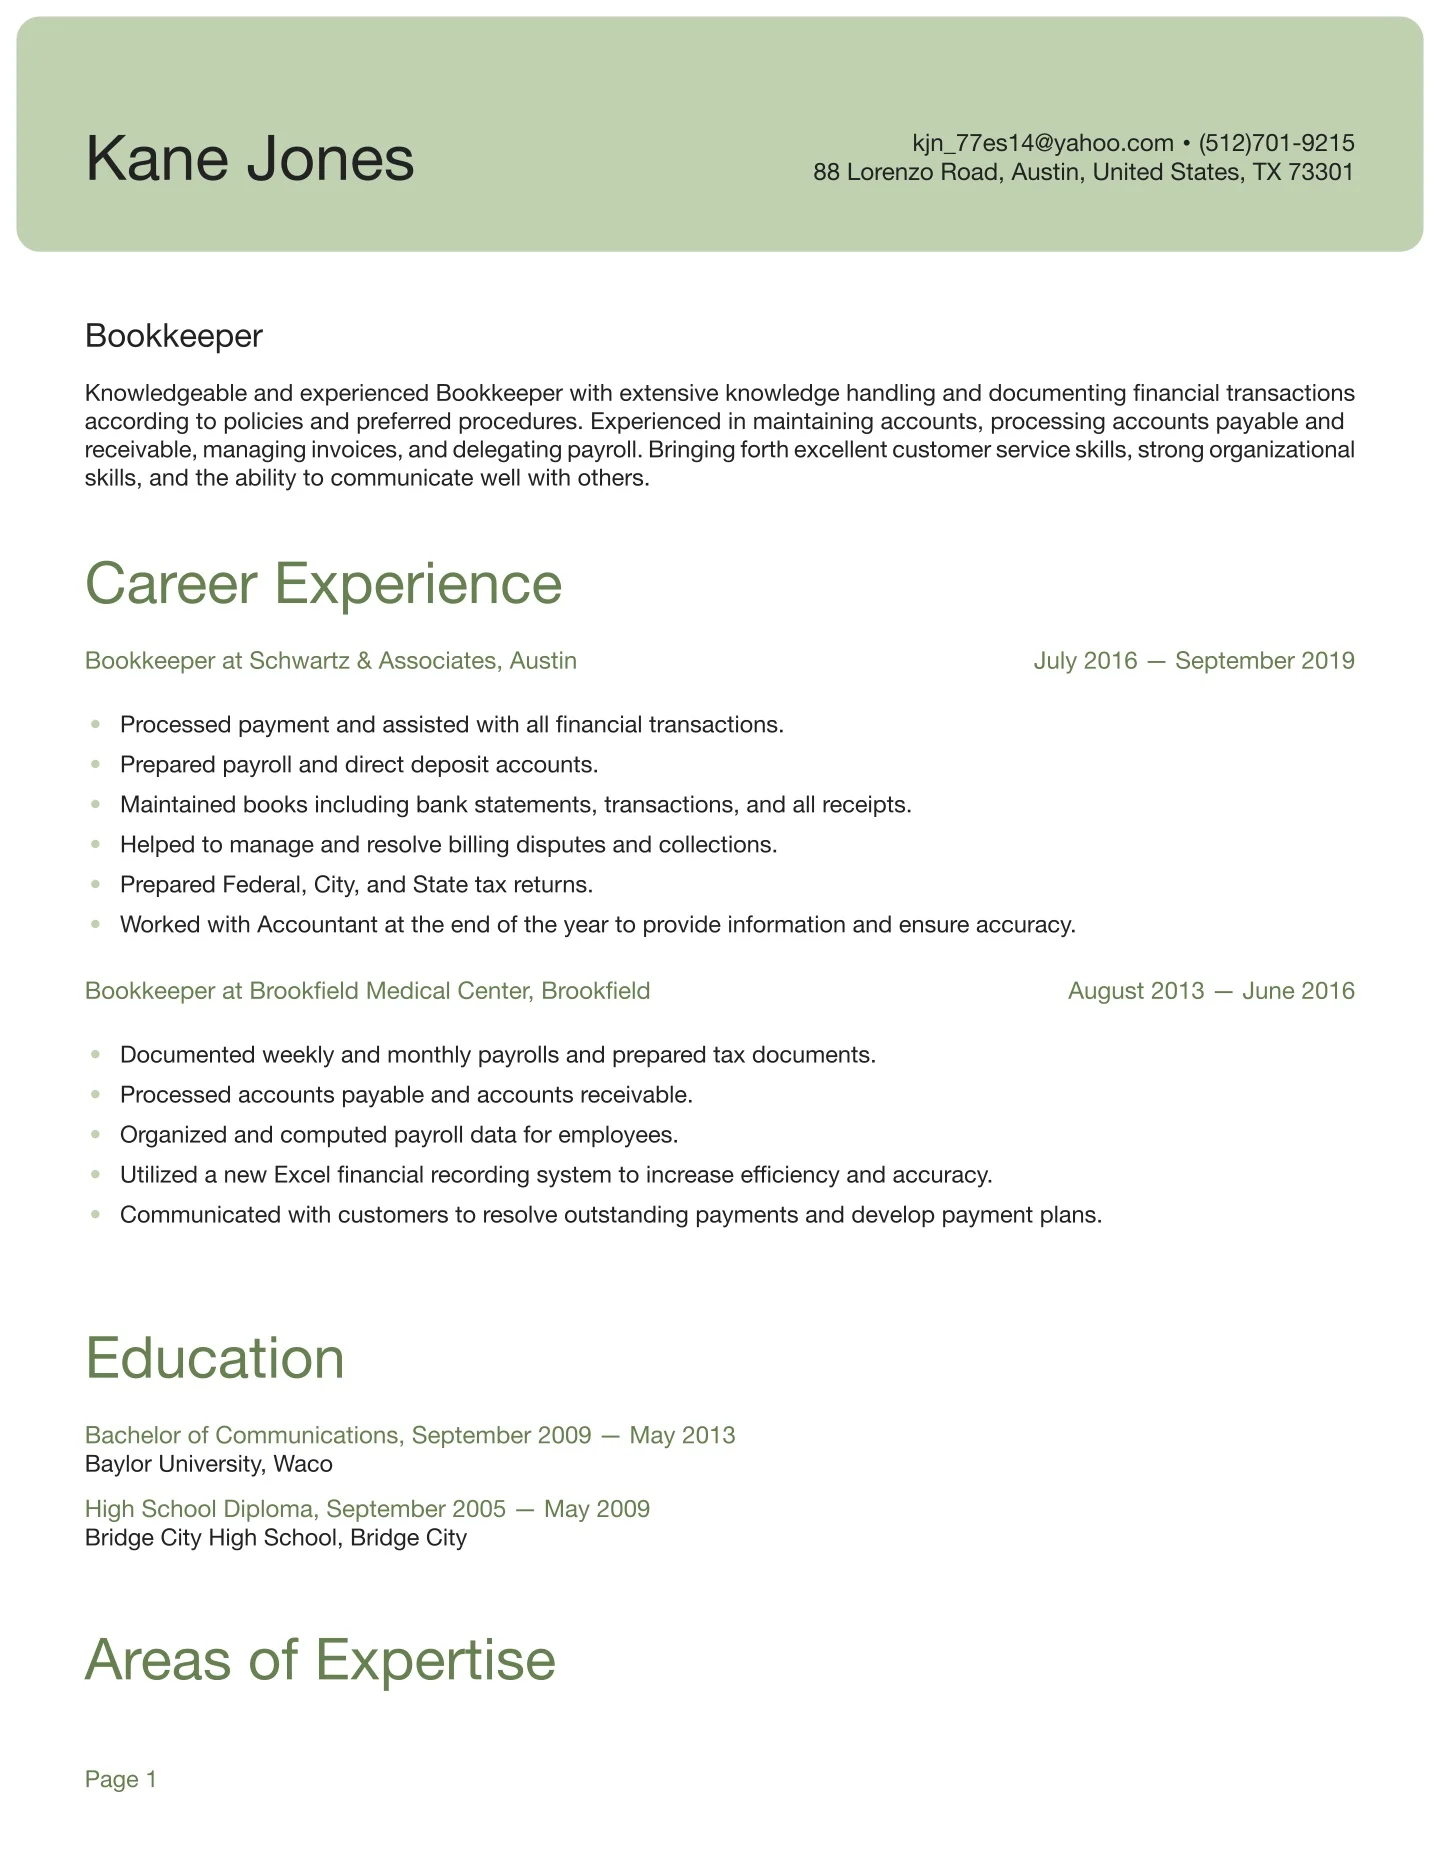 Kane Jones
kjn_77es14@yahoo.com • (512)701-9215
88 Lorenzo Road, Austin, United States, TX 73301
Bookkeeper
Knowledgeable and experienced Bookkeeper with extensive knowledge handling and documenting financial transactions
according to policies and preferred procedures. Experienced in maintaining accounts, processing accounts payable and
receivable, managing invoices, and delegating payroll. Bringing forth excellent customer service skills, strong organizational
skills, and the ability to communicate well with others.
Career Experience
Bookkeeper at Schwartz & Associates, Austin
July 2016 — September 2019
• Processed payment and assisted with all financial transactions.
• Prepared payroll and direct deposit accounts.
• Maintained books including bank statements, transactions, and all receipts.
• Helped to manage and resolve billing disputes and collections.
• Prepared Federal, City, and State tax returns.
• Worked with Accountant at the end of the year to provide information and ensure accuracy.
Bookkeeper at Brookfield Medical Center, Brookfield
August 2013 — June 2016
• Documented weekly and monthly payrolls and prepared tax documents.
• Processed accounts payable and accounts receivable.
• Organized and computed payroll data for employees.
• Utilized a new Excel financial recording system to increase efficiency and accuracy.
• Communicated with customers to resolve outstanding payments and develop payment plans.
Education
Bachelor of Communications, September 2009 — May 2013
Baylor University, Waco
High School Diploma, September 2005 — May 2009
Bridge City High School, Bridge City
Areas of Expertise
Page 1